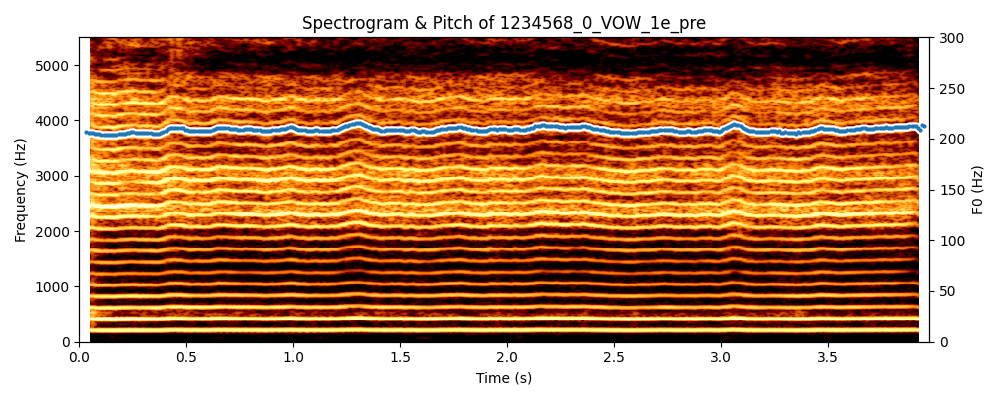 Spectrogram & Pitch of 1234568_0_VOW_1e_pre
Frequency (Hz)
5000
4000
3000
2000
1000
0
300
250
200
150
100
50
0
F0 (Hz)
0.0 0.5 1.0 1.5 2.0 2.5 3.0 3.5
Time (s)